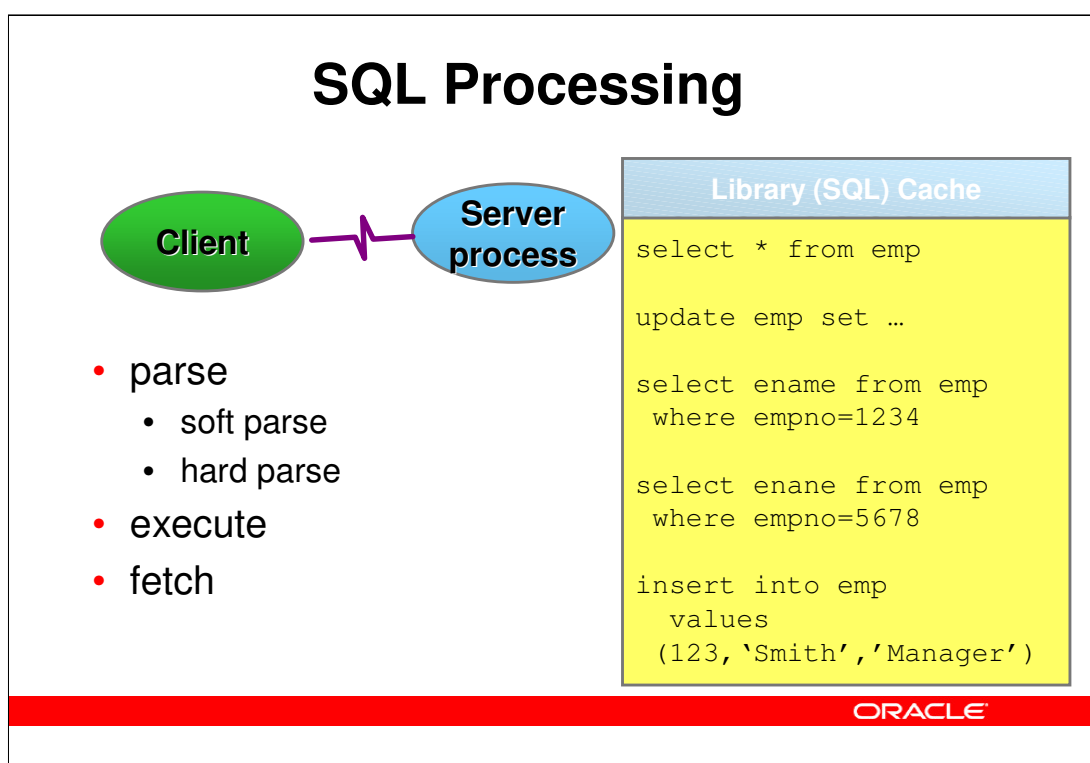 SQL Processing
Client
Server
process
• parse
• soft parse
• hard parse
• execute
• fetch
Library (SQL) Cache
select * from emp
update emp set …
select ename from emp
where empno=1234
select enane from emp
where empno=5678
insert into emp
values
(123,‘Smith’,’Manager’)
ORACLE